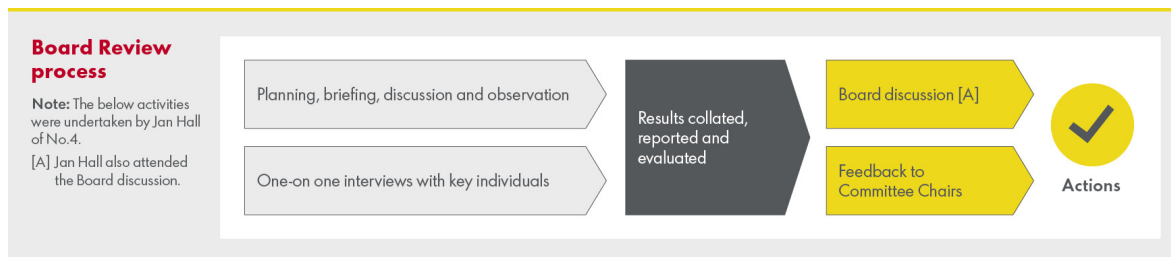 Board Review
process
Note: The below activities
were undertaken by Jan Hall
of No.4.
[A] Jan Hall also attended
the Board discussion.
Planning, briefing, discussion and observation
One-on one interviews with key individuals
Results collated,
reported and
evaluated
Board discussion [A]
Feedback to
Committee Chairs
Actions